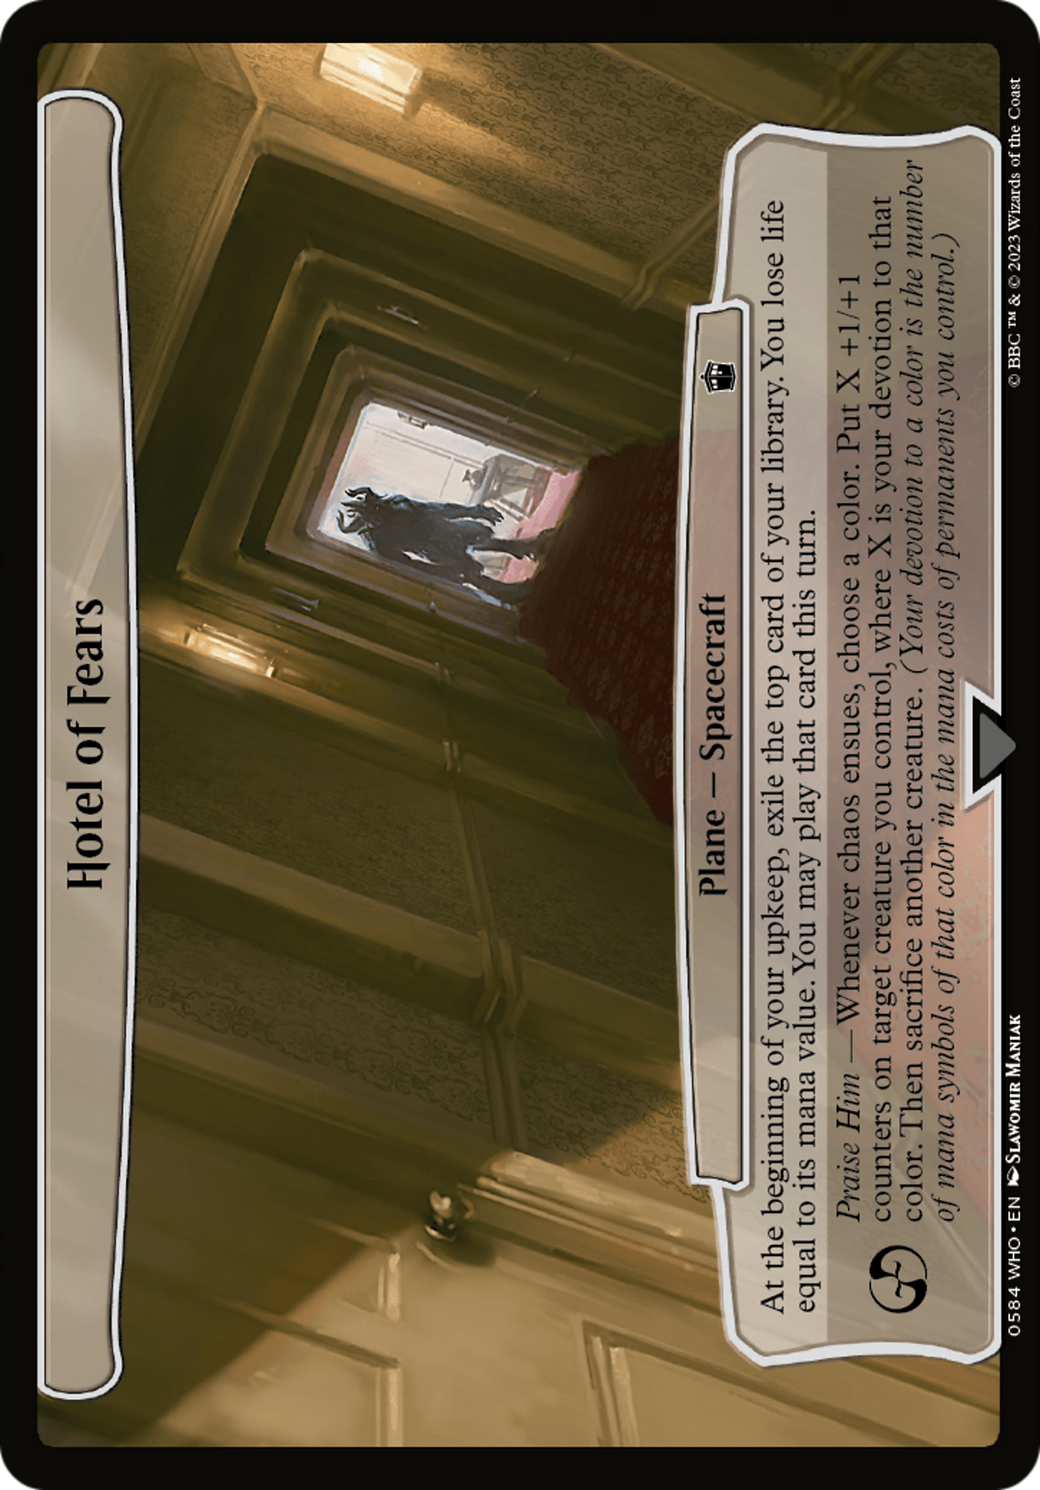 Hotel of Fears
Plane — Spacecraft
At the beginning of your upkeep, exile the top card of your library. You lose life
equal to its mana value. You may play that card this turn.
Praise Him — Whenever chaos ensues, choose a color. Put X +1/+1
counters on target creature you control, where X is your devotion to that
color. Then sacrifice another creature. (Your devotion to a color is the number
of mana symbols of that color in the mana costs of permanents you control.)
0584 WHO • EN SLAWOMIR MANIAK
© BBC ™ & © 2023 Wizards of the Coast